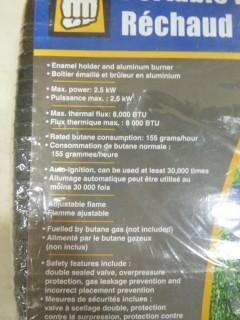 Réchaud
• Enamel holder and aluminum burner
• Boîtier émaillé et brûleur en aluminium
• Max. power: 2.5 kW
• Puissance max. : 2,5 kW
• Max. thermal flux: 8,000 BTU
• Flux thermique max. : 8 000 BTU
• Rated butane consumption: 155 grams/hour
• Consommation de butane normale :
155 grammes/heure
• Auto-ignition, can be used at least 30,000 times
• Allumage automatique peut être utilisé au
moins 30 000 fois
• Adjustable flame
• Flamme ajustable
• Fuelled by butane gas (not included)
• Alimenté par le butane gazeux
(non inclus)
• Safety features include :
double sealed valve, overpressure
protection, gas leakage prevention and
incorrect placement prevention
• Mesures de sécurités inclues :
valve à scellage double, protection
contre la surpression, protection contre